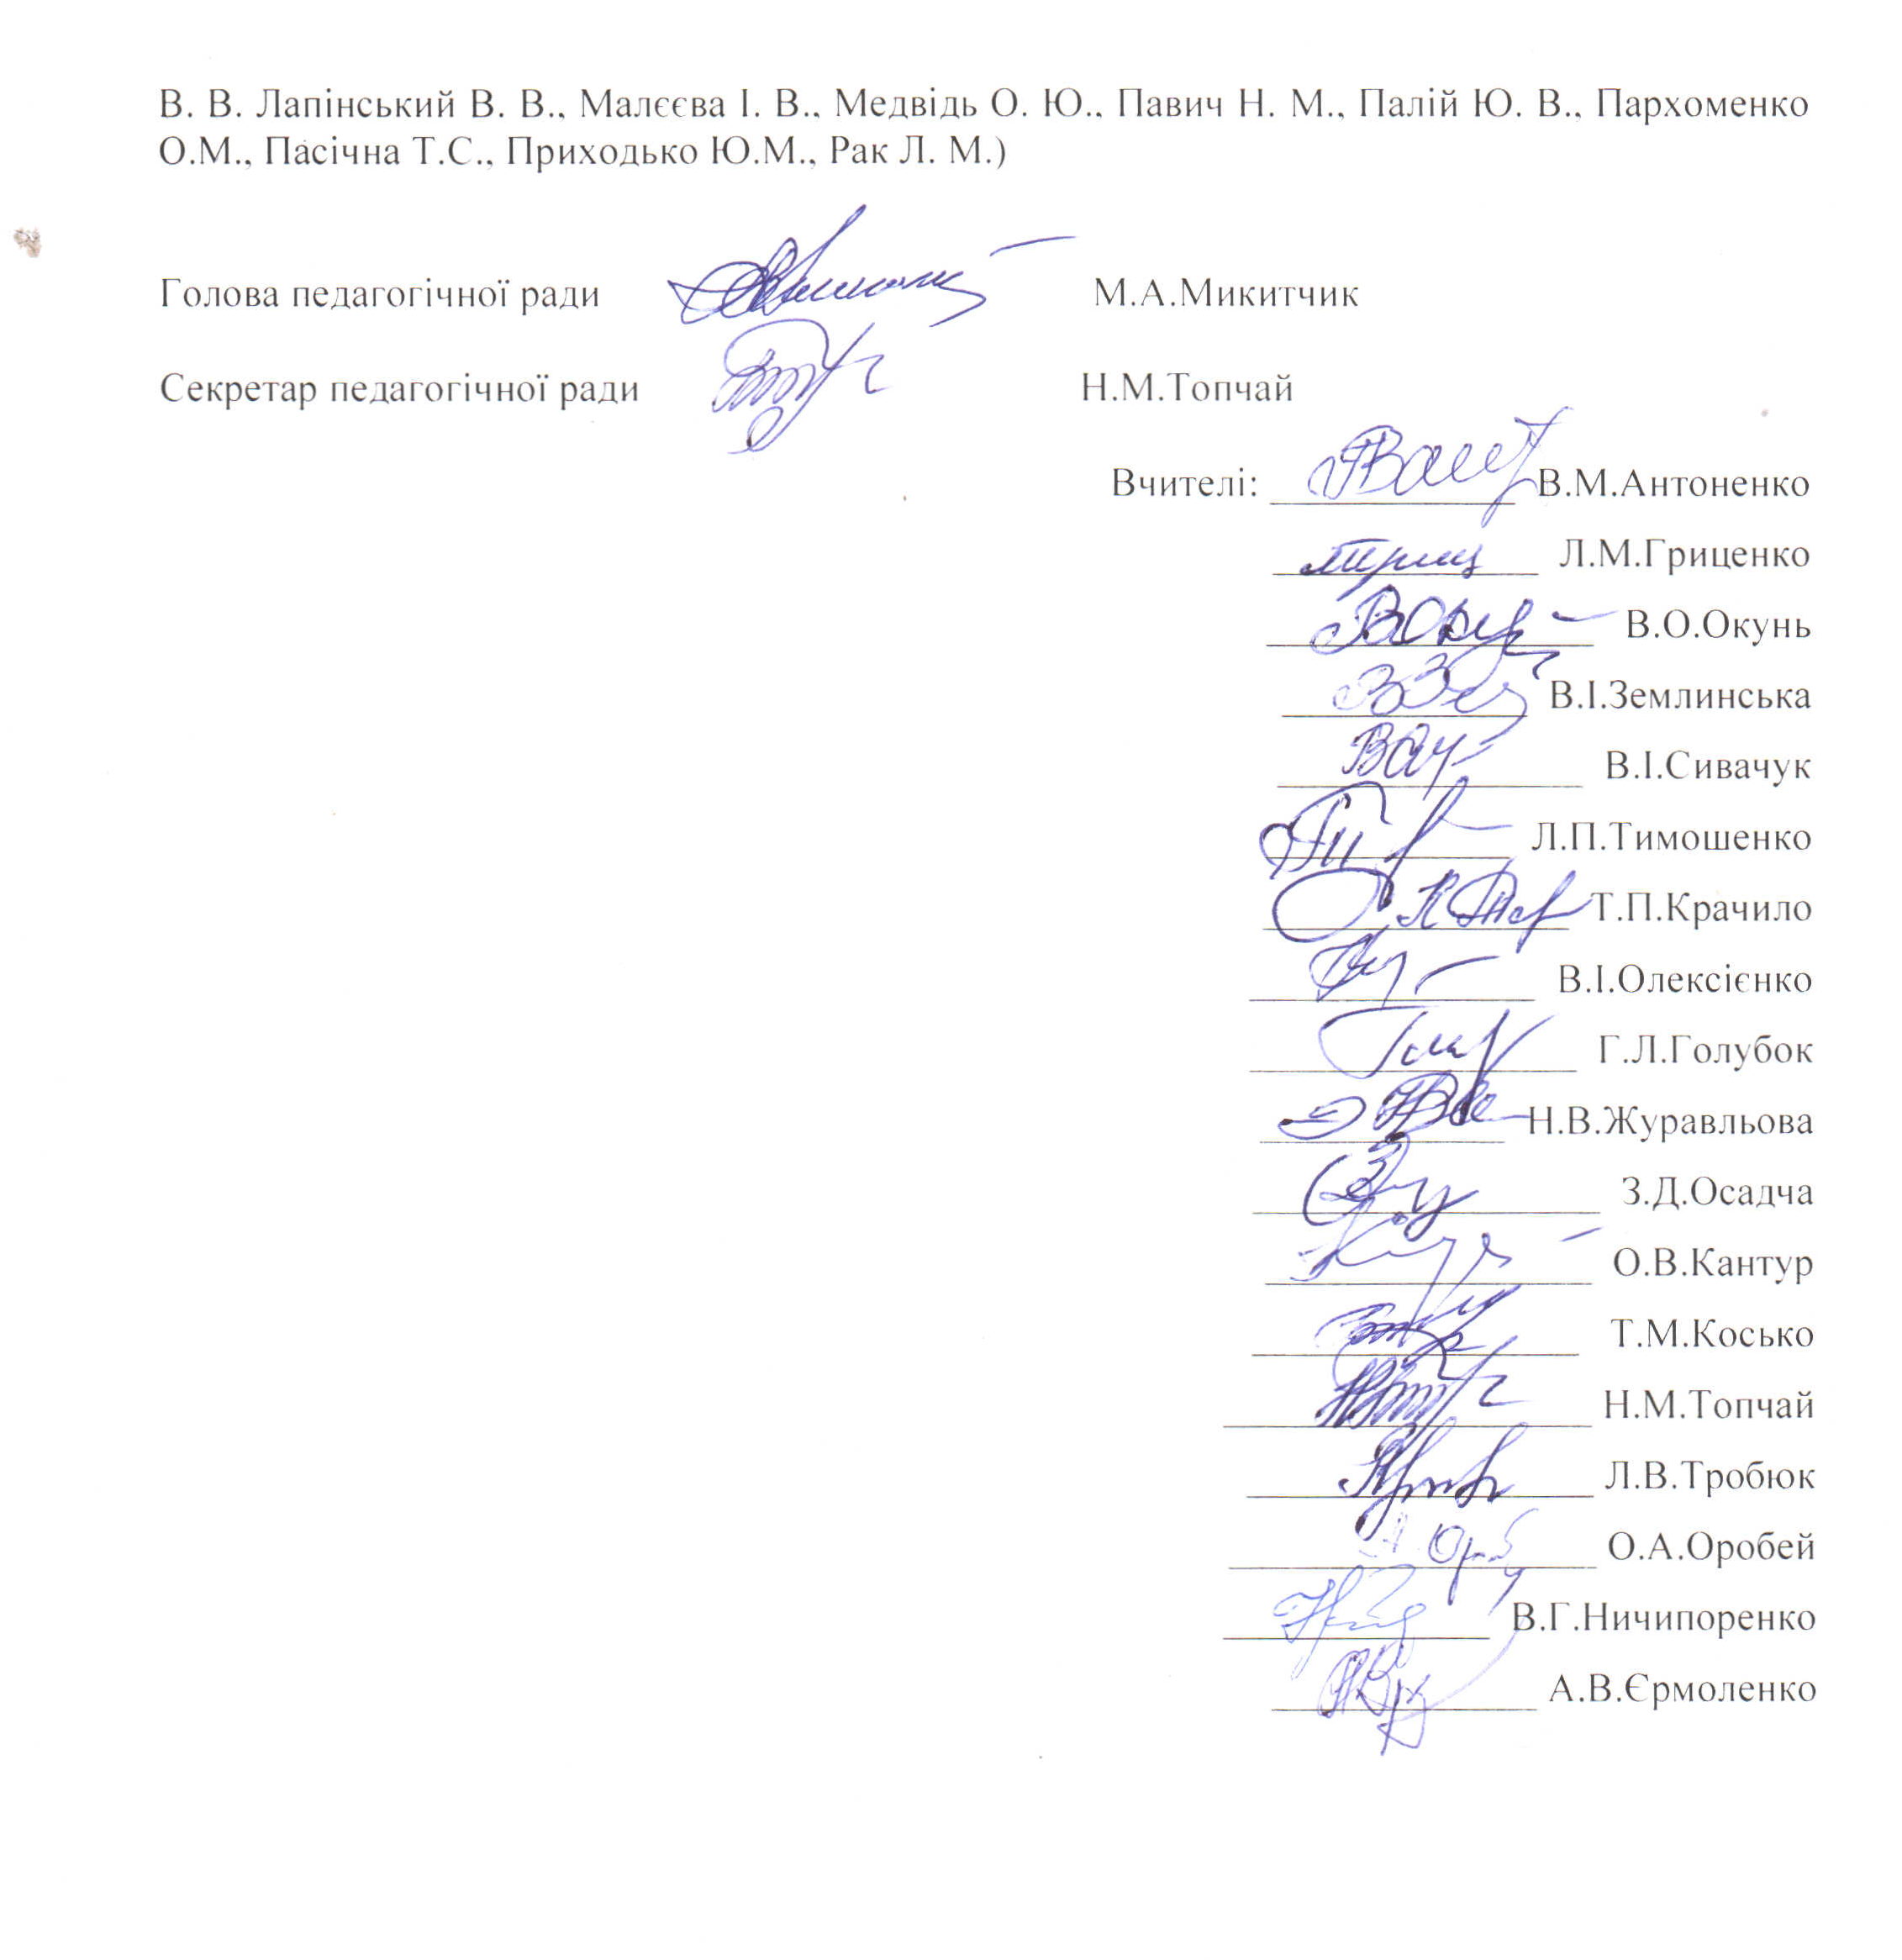 В. В. Лапінський В. В., Малєєва І. В., Медвідь О. Ю., Павич Н. М., Палій Ю. В., Пархоменко
О.М., Пасічна Т.С., Приходько Ю.М., Рак Л. М.)
Голова педагогічної ради М.А.Микитчик
Секретар педагогічної ради Н.М.Топчай
Вчителі: В.М.Антоненко
Л.М.Гриценко
В.О.Окунь
В.І.Землинська
В.І.Сивачук
Л.П.Тимошенко
Т.П.Крачило
В.І.Олексієнко
Г.Л.Голубок
Н.В.Журавльова
З.Д.Осадча
О.В.Кантур
Т.М.Косько
Н.М.Топчай
Л.В.Тробюк
О.А.Оробей
В.Г.Ничипоренко
А.В.Єрмоленко